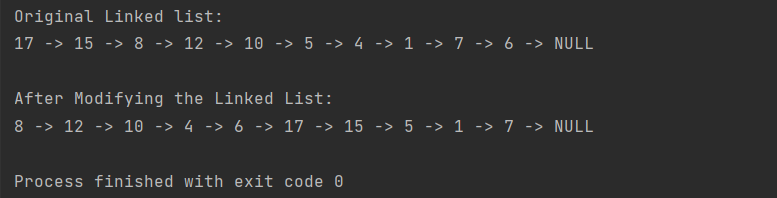 Original Linked list:
17 -> 15 -> 8 -> 12 -> 10 -> 5 -> 4 -> 1 -> 7 -> 6 -> NULL
After Modifying the Linked List:
8 -> 12 -> 10 -> 4 -> 6 -> 17 -> 15 -> 5 -> 1 -> 7 -> NULL
Process finished with exit code 0